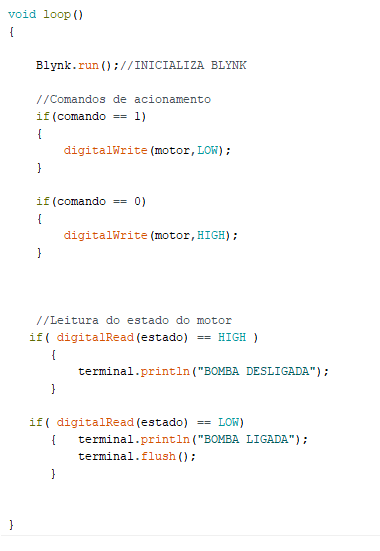 void loop()
{
Blynk.run();//INICIALIZA BLYNK
//Comandos de acionamento
if(comando == 1)
{
digitalWrite(motor,LOW);
}
if(comando == 0)
{
digitalWrite(motor,HIGH);
}
//Leitura do estado do motor
if( digitalRead(estado) == HIGH )
{
terminal.println("BOMBA DESLIGADA");
}
if( digitalRead(estado) == LOW)
{ terminal.println("BOMBA LIGADA");
terminal.flush();
}
}